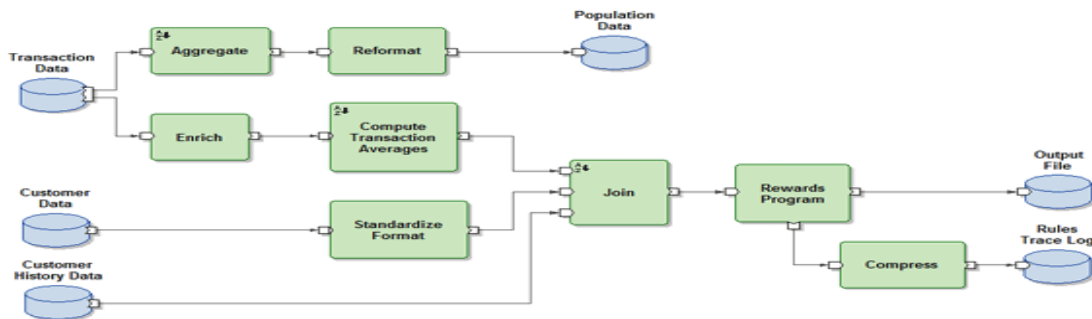 Population
Data
Transaction
Data
Aggregate
Reformat
Enrich
Compute
Transaction
Averages
Customer
Data
Standardize
Format
Customer
History Data
Join
Rewards
Program
Output
File
Compress
Rules
Trace Log